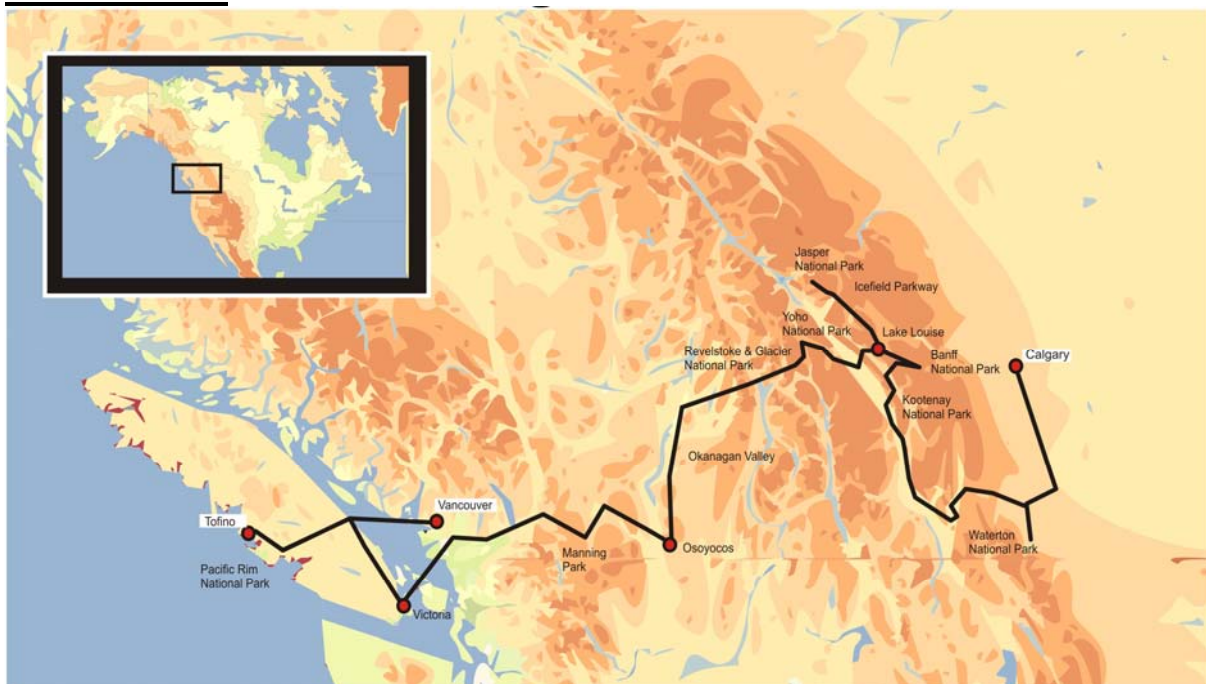 Jasper
National Park
Icefield Parkway
Yoho
National Park
Lake Louise
Revelstoke & Glacier
National Park
Banff
National Park
Calgary
Kootenay
National Park
Okanagan Valley
Vancouver
Tofino
Manning
Park
Osoyocos
Waterton
National Park
Pacific Rim
National Park
Victoria